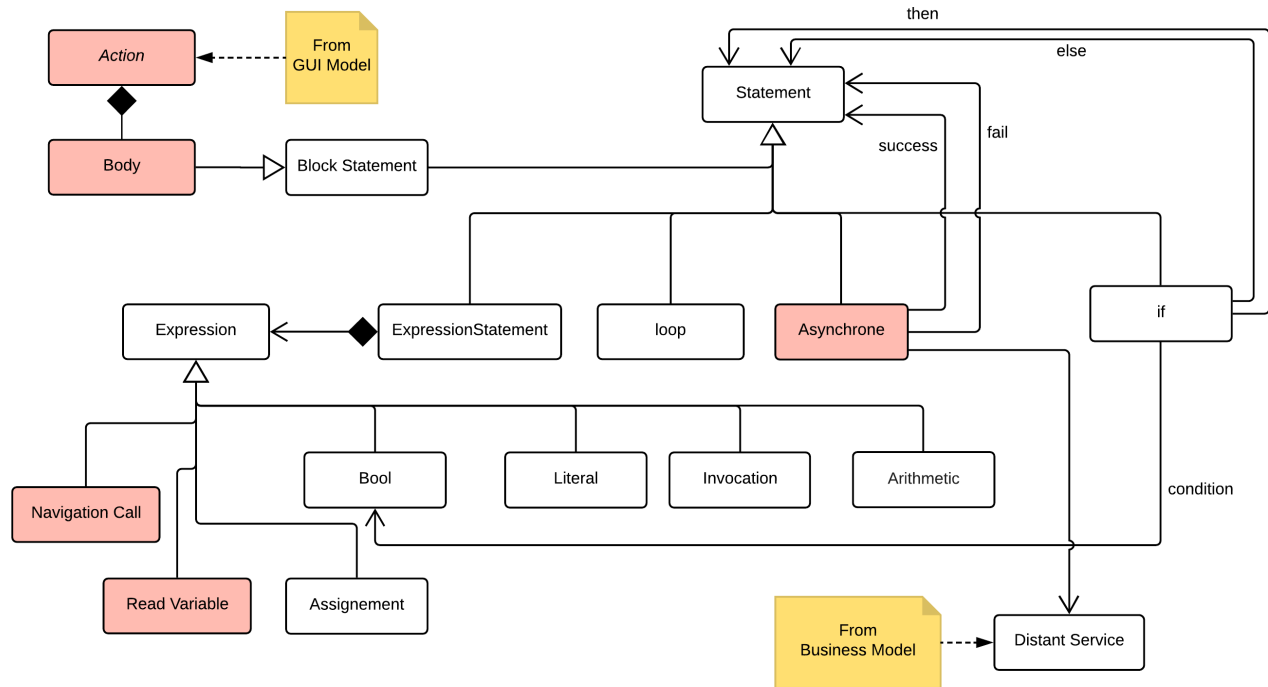 then
From
GUI Model
Action
else
Statement
fail
success
Body
Block Statement
Expression
ExpressionStatement
loop
Asynchrone
if
Bool
Literal
Invocation
Arithmetic
condition
Navigation Call
Read Variable
Assignement
From
Business Model
Distant Service